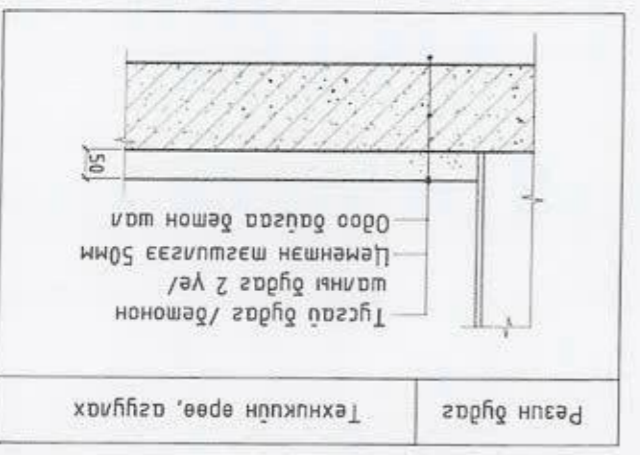 Резин будаг
Техникийн өрөө, агуулах
Тусгай будаг /бетонон
шалны будаг 2 үе/
Цементэн тэгшилгээ 50мм
Одоо байгаа бетон шал
50